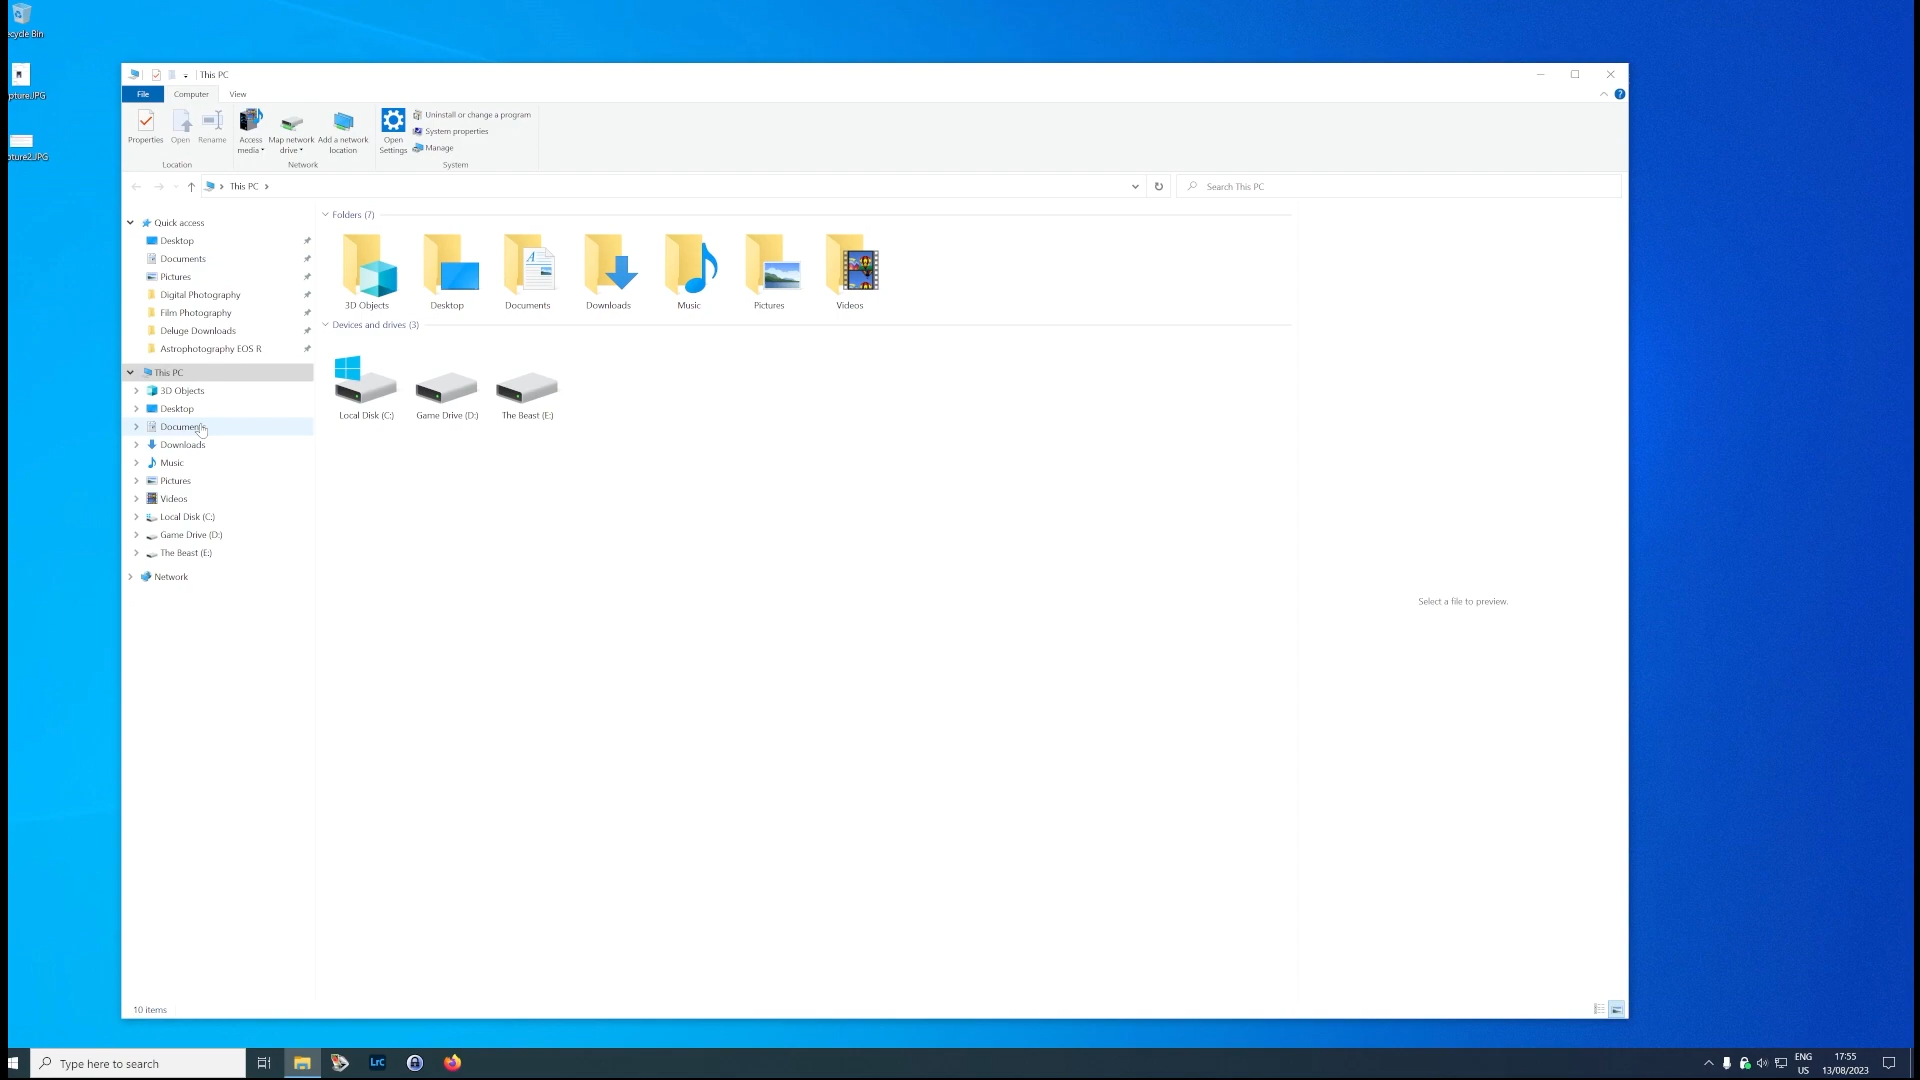 ecycle Bin
pture.JPG
pture2.JPG
This PC
File
Computer
View
Properties
Open
Rename
Access media
Map network drive
Add a network location
Open Settings
Uninstall or change a program
System properties
Manage
Location
Network
System
This PC
Search This PC
Quick access
Desktop
Documents
Pictures
Digital Photography
Film Photography
Deluge Downloads
Astrophotography EOS R
This PC
3D Objects
Desktop
Documents
Downloads
Music
Pictures
Videos
Local Disk (C:)
Game Drive (D:)
The Beast (E:)
Network
Folders (7)
3D Objects
Desktop
Documents
Downloads
Music
Pictures
Videos
Devices and drives (3)
Local Disk (C:)
Game Drive (D:)
The Beast (E:)
Select a file to preview.
10 items
Type here to search
LrC
ENG
US
17:55
13/08/2023